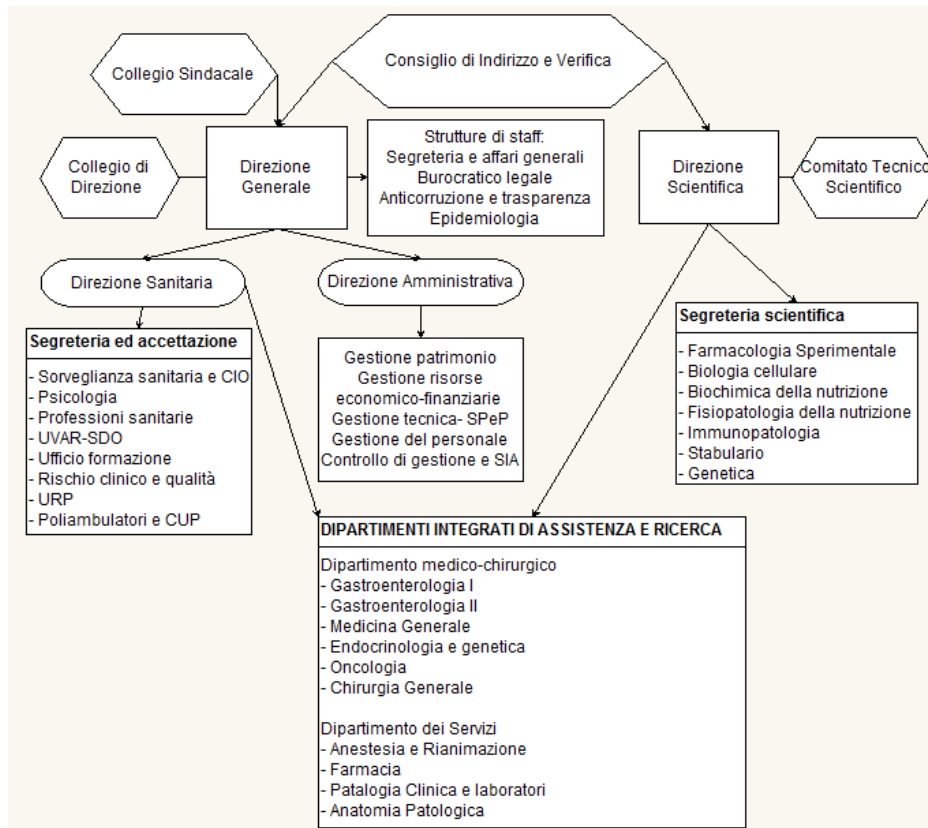 Collegio Sindacale
Consiglio di Indirizzo e Verifica
Collegio di
Direzione
Direzione
Generale
Strutture di staff:
Segreteria e affari generali
Burocratico legale
Anticorruzione e trasparenza
Epidemiologia
Direzione
Scientifica
Comitato Tecnico
Scientifico
Direzione Sanitaria
Direzione Amministrativa
Segreteria ed accettazione
- Sorveglianza sanitaria e CIO
- Psicologia
- Professioni sanitarie
- UVAR-SDO
- Ufficio formazione
- Rischio clinico e qualità
- URP
- Poliambulatori e CUP
Gestione patrimonio
Gestione risorse
economico-finanziarie
Gestione tecnica- SPeP
Gestione del personale
Controllo di gestione e SIA
Segreteria scientifica
- Farmacologia Sperimentale
- Biologia cellulare
- Biochimica della nutrizione
- Fisiopatologia della nutrizione
- Immunopatologia
- Stabulario
- Genetica
DIPARTIMENTI INTEGRATI DI ASSISTENZA E RICERCA
Dipartimento medico-chirurgico
- Gastroenterologia I
- Gastroenterologia II
- Medicina Generale
- Endocrinologia e genetica
- Oncologia
- Chirurgia Generale
Dipartimento dei Servizi
- Anestesia e Rianimazione
- Farmacia
- Patalogia Clinica e laboratori
- Anatomia Patologica